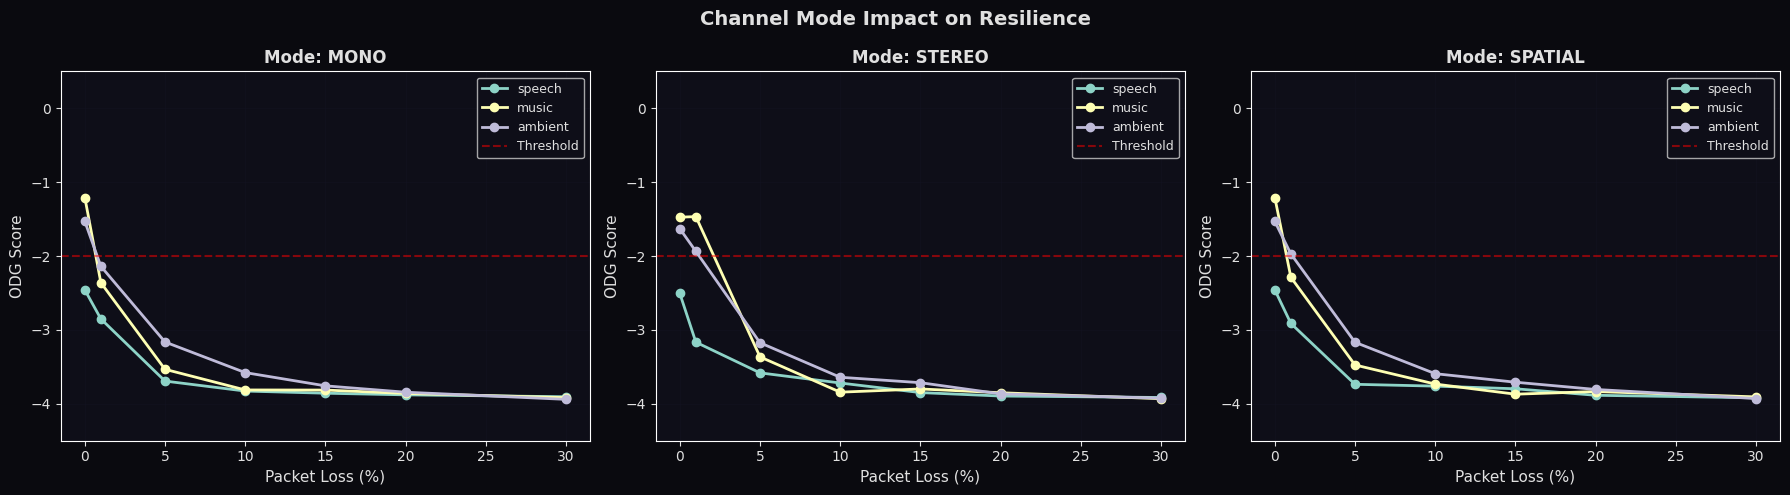 Channel Mode Impact on Resilience
Mode: MONO
speech
music
ambient
Threshold
0
−1
−2
−3
−4
ODG Score
0 5 10 15 20 25 30
Packet Loss (%)
Mode: STEREO
speech
music
ambient
Threshold
0
−1
−2
−3
−4
ODG Score
0 5 10 15 20 25 30
Packet Loss (%)
Mode: SPATIAL
speech
music
ambient
Threshold
0
−1
−2
−3
−4
ODG Score
0 5 10 15 20 25 30
Packet Loss (%)